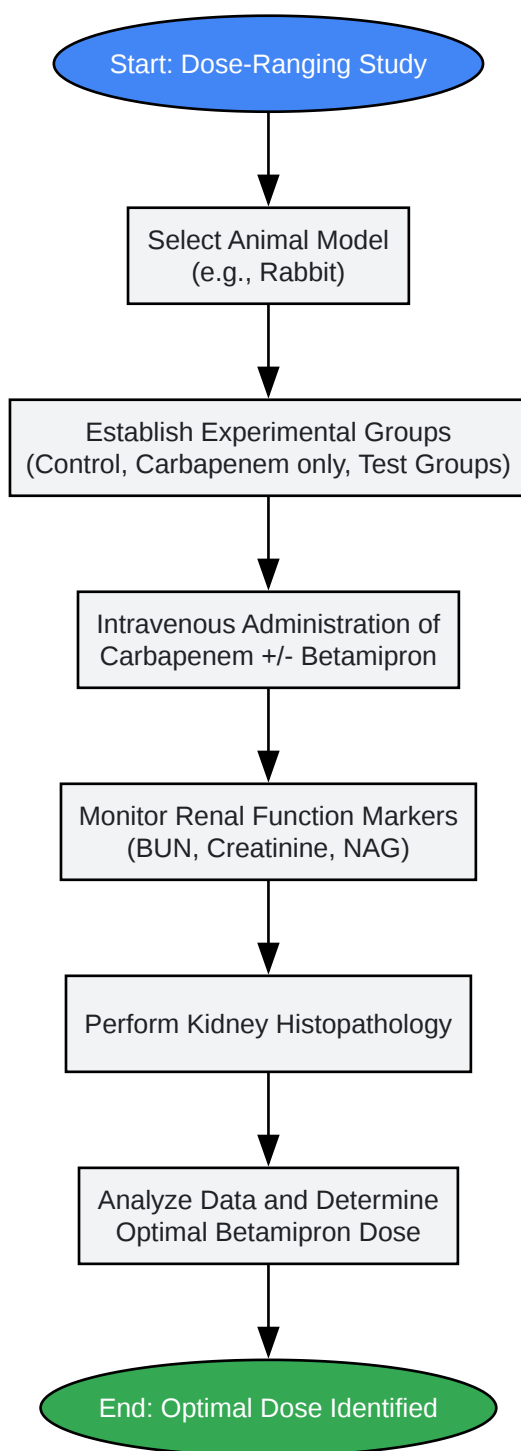 Start: Dose-Ranging Study
Select Animal Model
(e.g., Rabbit)
Establish Experimental Groups
(Control, Carbapenem only, Test Groups)
Intravenous Administration of
Carbapenem +/- Betamipron
Monitor Renal Function Markers
(BUN, Creatinine, NAG)
Perform Kidney Histopathology
Analyze Data and Determine
Optimal Betamipron Dose
End: Optimal Dose Identified